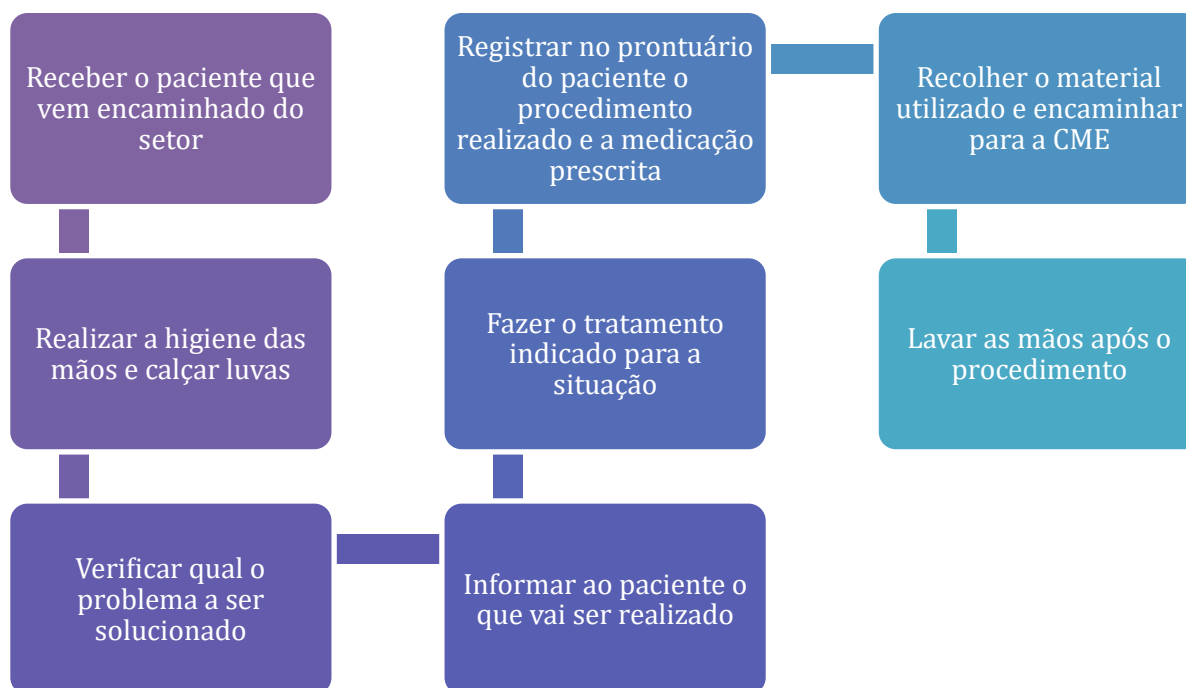 Receber o paciente que
vem encaminhado do
setor
Realizar a higiene das
mãos e calçar luvas
Verificar qual o
problema a ser
solucionado
Informar ao paciente o
que vai ser realizado
Fazer o tratamento
indicado para a
situação
Registrar no prontuário
do paciente o
procedimento
realizado e a medicação
prescrita
Recolher o material
utilizado e encaminhar
para a CME
Lavar as mãos após o
procedimento